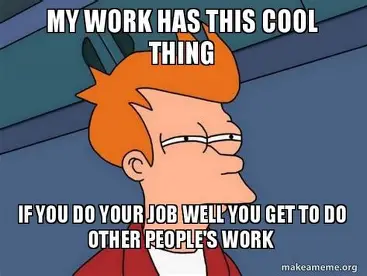 MY WORK HAS THIS COOL
THING
IF YOU DO YOUR JOB WELL YOU GET TO DO
OTHER PEOPLE'S WORK
makeameme.org